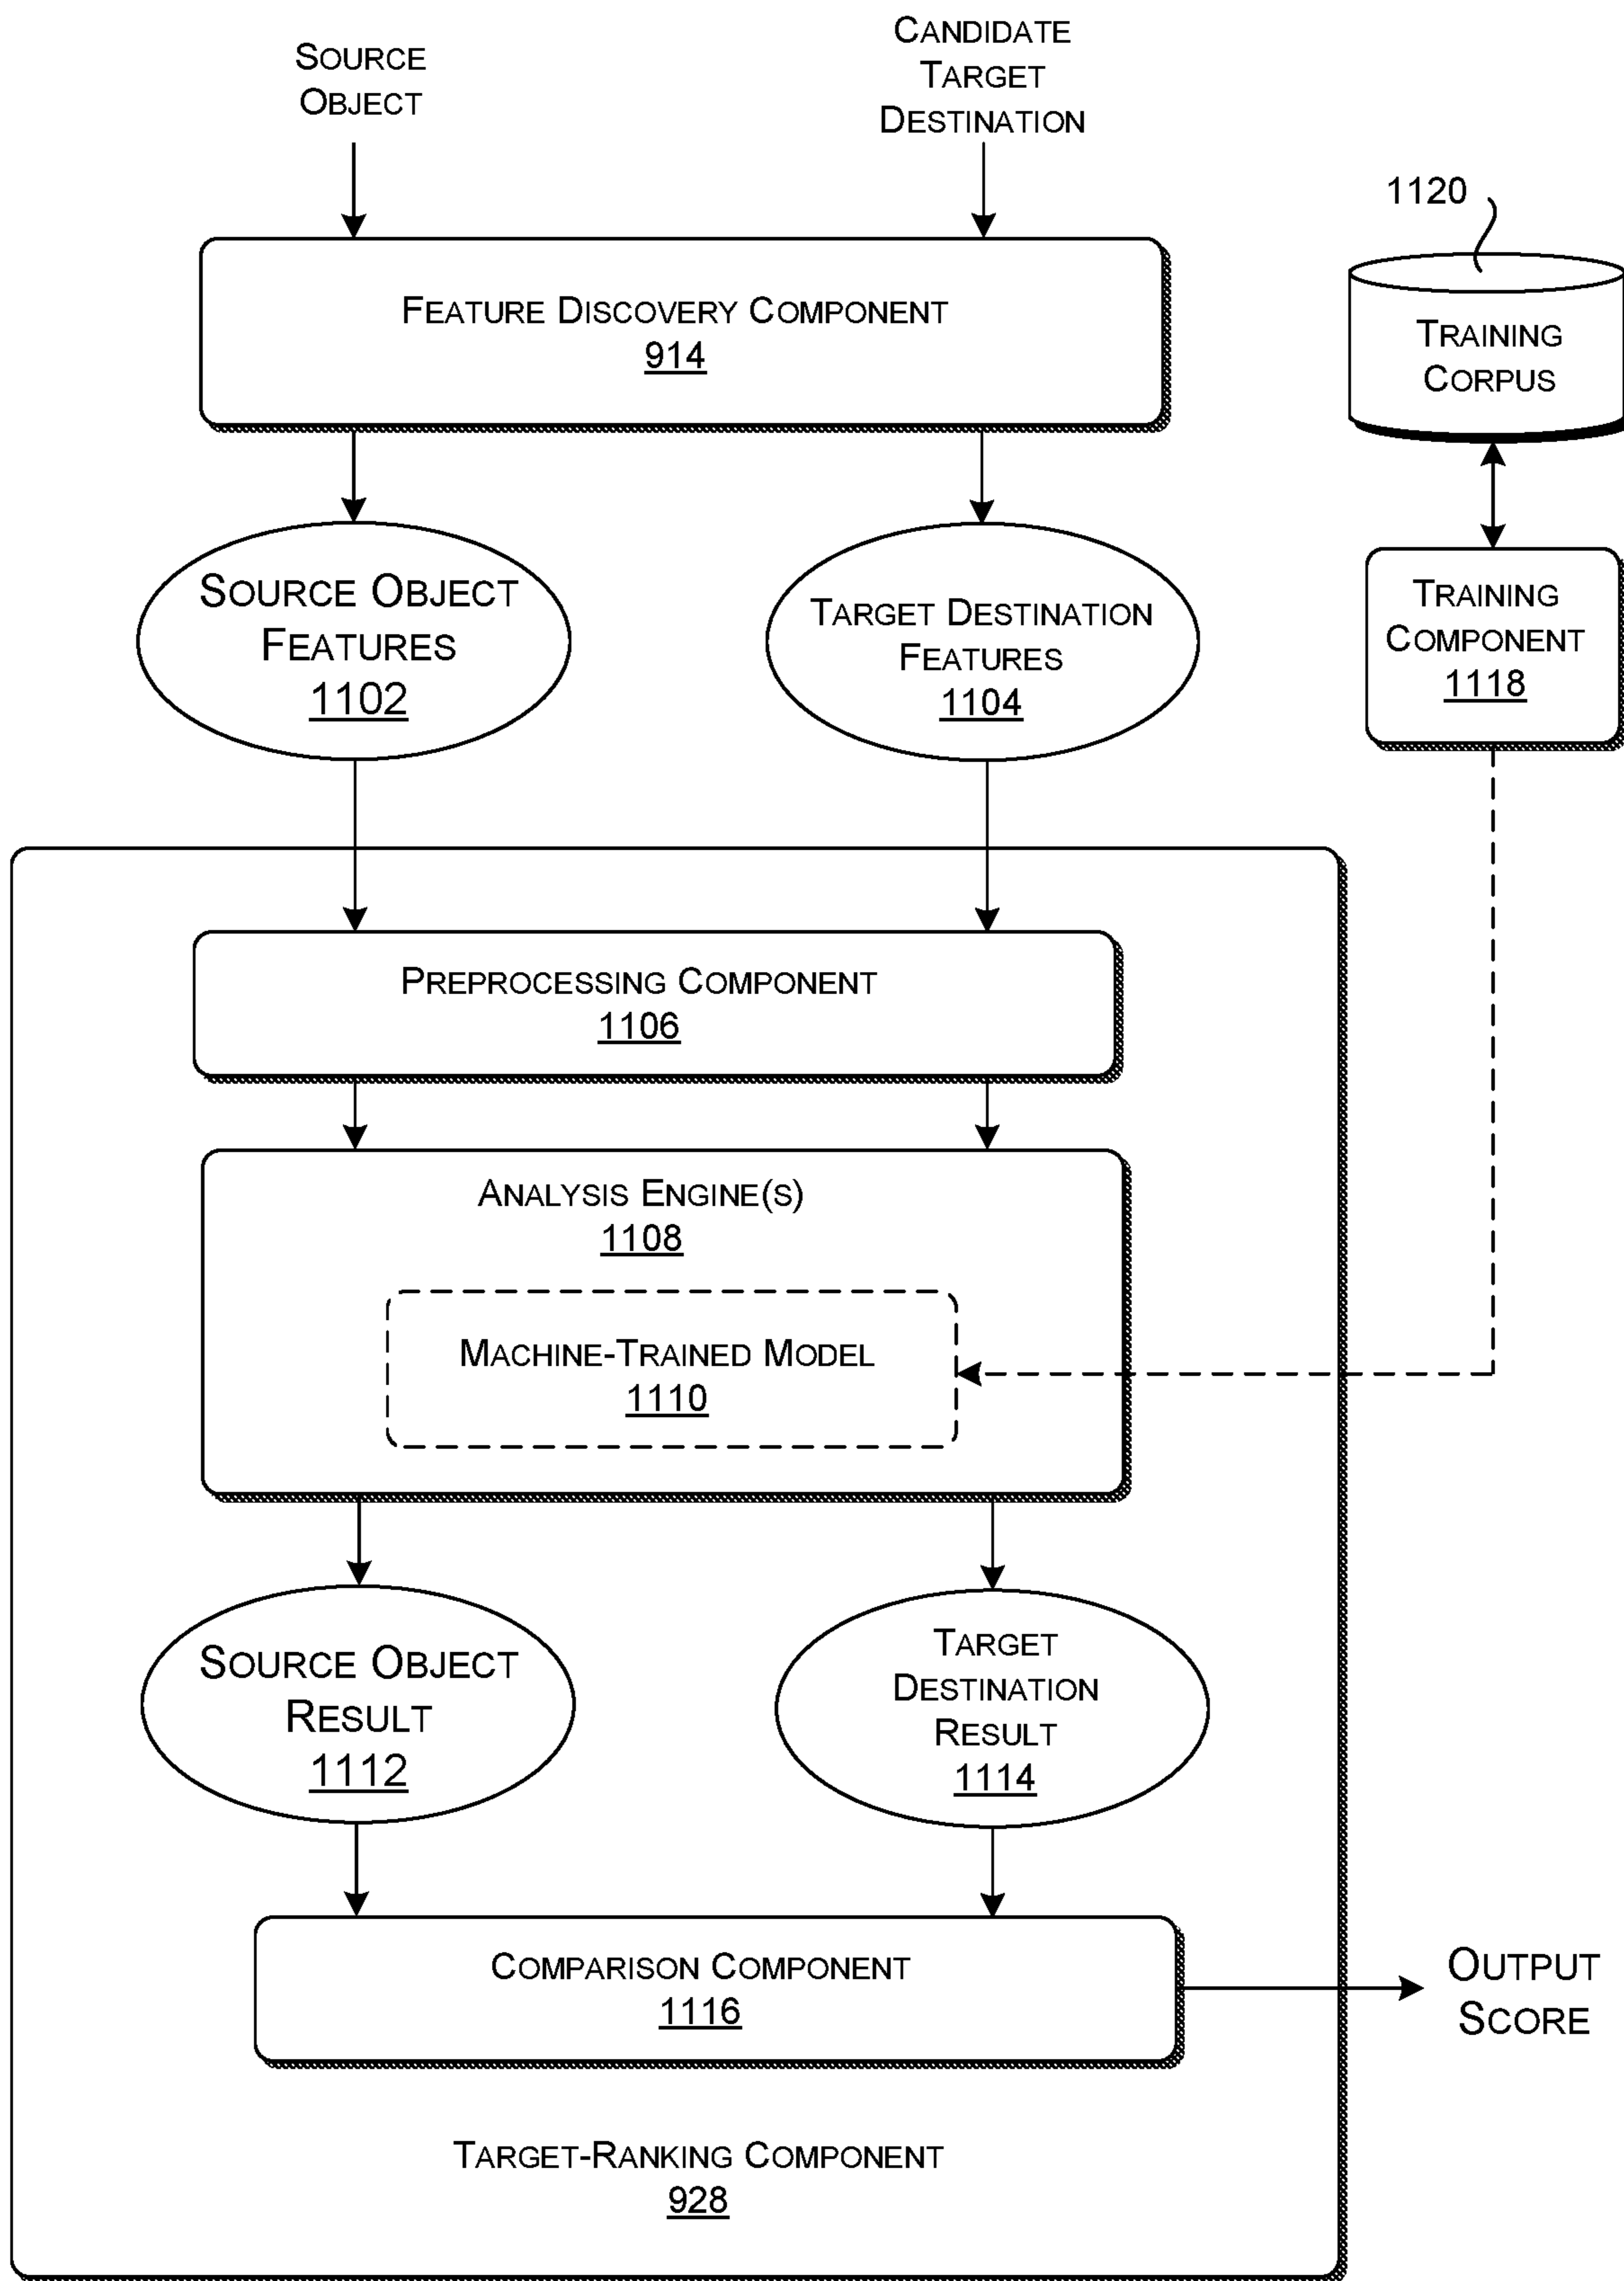 SOURCE
OBJECT
CANDIDATE
TARGET
DESTINATION
FEATURE DISCOVERY COMPONENT
914
1120
TRAINING
CORPUS
SOURCE OBJECT
FEATURES
1102
TARGET DESTINATION
FEATURES
1104
TRAINING
COMPONENT
1118
PREPROCESSING COMPONENT
1106
ANALYSIS ENGINE(S)
1108
MACHINE-TRAINED MODEL
1110
SOURCE OBJECT
RESULT
1112
TARGET
DESTINATION
RESULT
1114
COMPARISON COMPONENT
1116
OUTPUT
SCORE
TARGET-RANKING COMPONENT
928